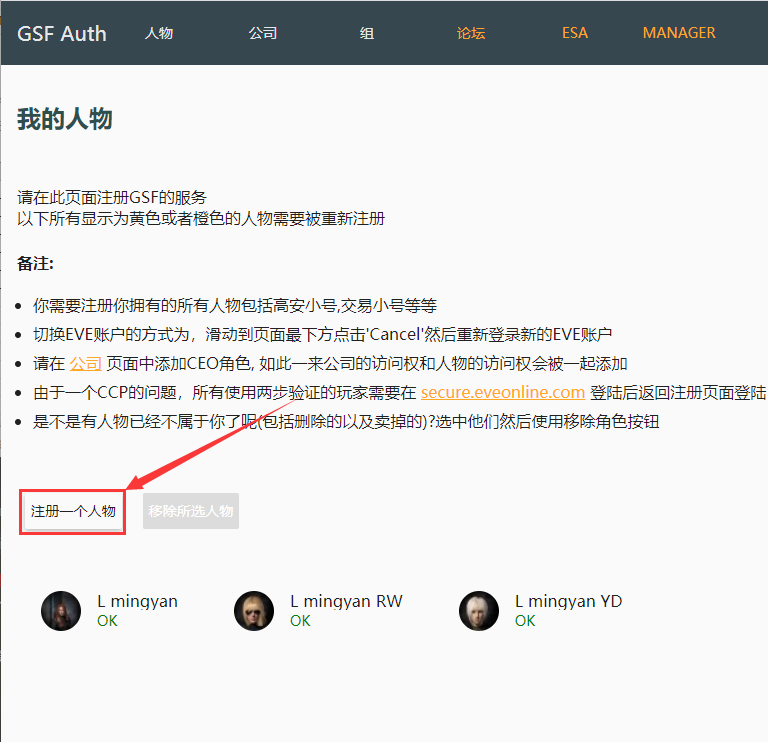 GSF Auth 人物 公司 组 论坛 ESA MANAGER
我的人物
请在此页面注册GSF的服务
以下所有显示为黄色或者橙色的人物需要被重新注册
备注:
你需要注册你拥有的所有人物包括高安小号,交易小号等等
切换EVE账户的方式为，滑动到页面最下方点击'Cancel'然后重新登录新的EVE账户
请在 公司 页面中添加CEO角色, 如此一来公司的访问权和人物的访问权会被一起添加
由于一个CCP的问题，所有使用两步验证的玩家需要在 secure.eveonline.com 登陆后返回注册页面登陆
是不是有人物已经不属于你了呢(包括删除的以及卖掉的)?选中他们然后使用移除角色按钮
注册一个人物 移除所选人物
L mingyan L mingyan RW L mingyan YD
OK OK OK